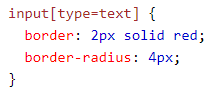 input[type=text] {
  border: 2px solid red;
  border-radius: 4px;
}